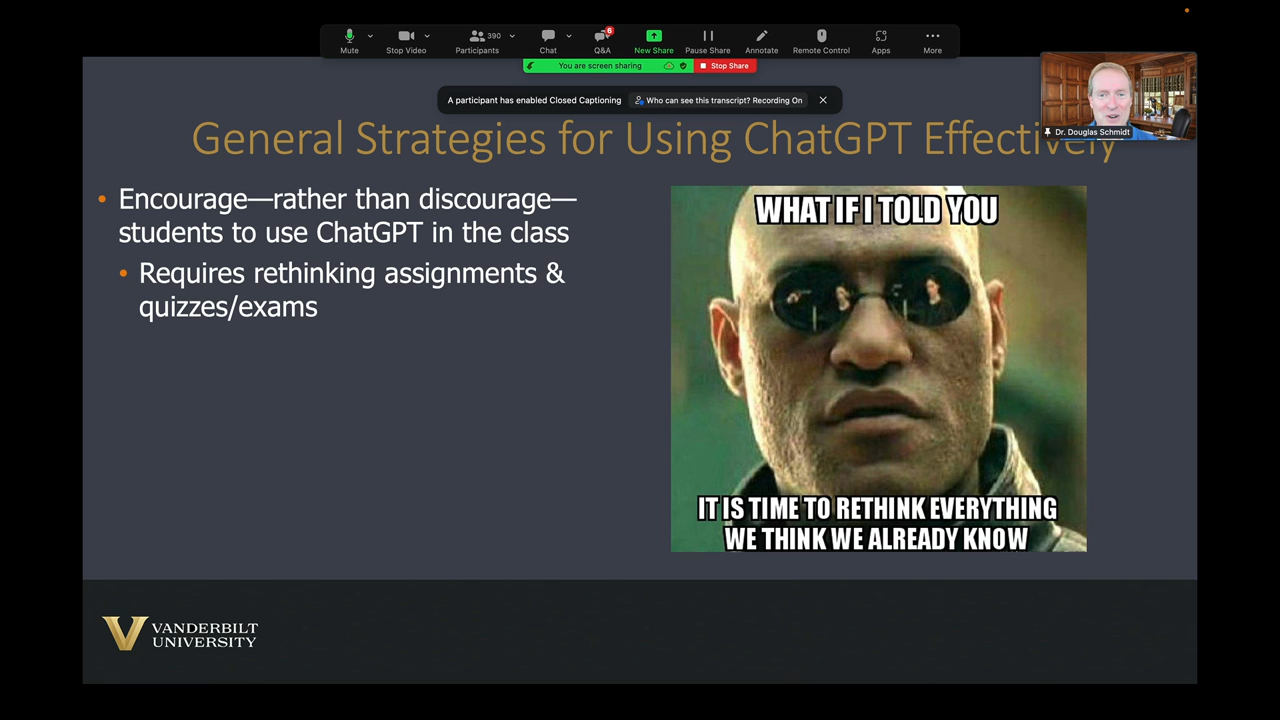 Mute
Stop Video
390
Participants
Chat
6
Q&A
New Share
Pause Share
Annotate
Remote Control
Apps
More
You are screen sharing
Stop Share
A participant has enabled Closed Captioning
Who can see this transcript? Recording On
Dr. Douglas Schmidt
General Strategies for Using ChatGPT Effectively
• Encourage—rather than discourage—
students to use ChatGPT in the class
• Requires rethinking assignments &
quizzes/exams
WHAT IF I TOLD YOU
IT IS TIME TO RETHINK EVERYTHING
WE THINK WE ALREADY KNOW
V VANDERBILT
UNIVERSITY